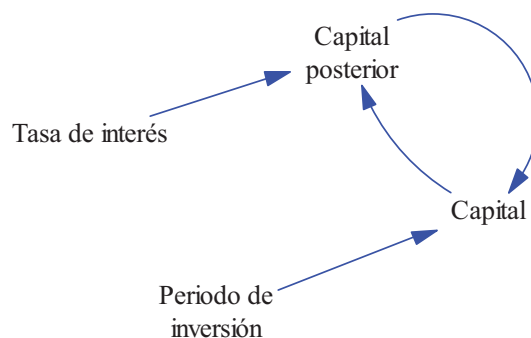 Capital
posterior
Tasa de interés
Capital
Periodo de
inversión